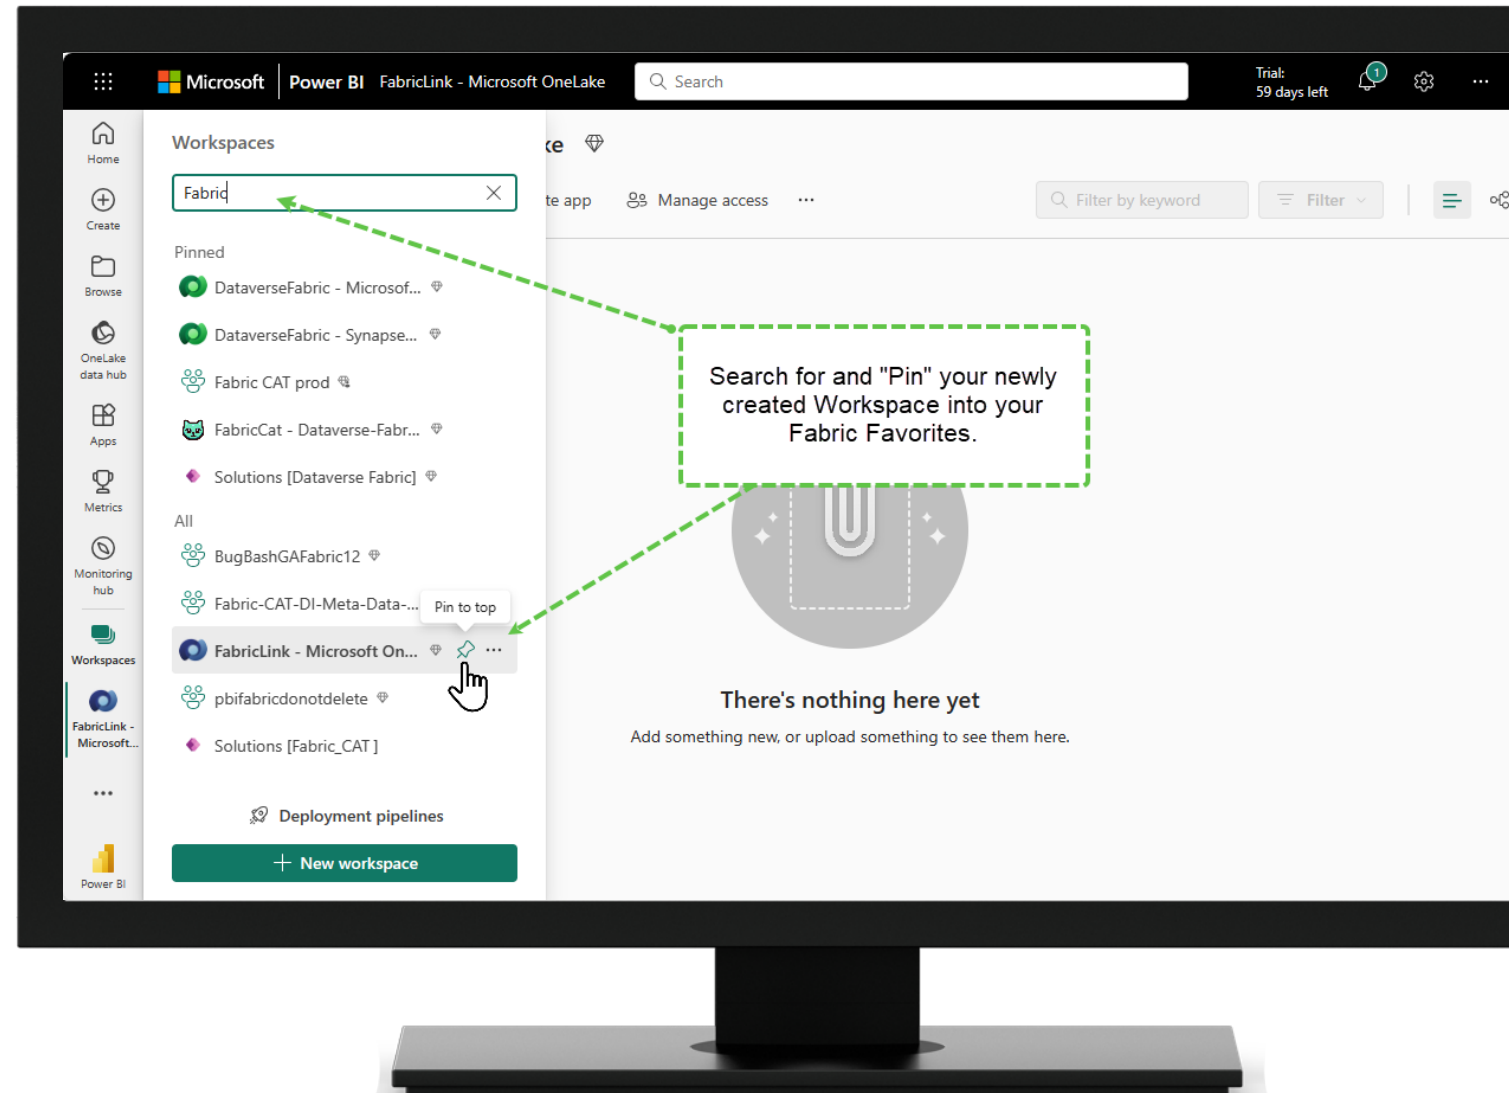 Microsoft
Power BI
FabricLink - Microsoft OneLake
Search
Trial:
59 days left
1
Home
Create
Browse
OneLake
data hub
Apps
Metrics
Monitoring
hub
Workspaces
FabricLink -
Microsoft...
Power BI
Workspaces
Fabric
Pinned
DataverseFabric - Microsof...
DataverseFabric - Synapse...
Fabric CAT prod
FabricCat - Dataverse-Fabr...
Solutions [Dataverse Fabric]
All
BugBashGAFabric12
Fabric-CAT-DI-Meta-Data-...
Pin to top
FabricLink - Microsoft On...
pbifabricdonotdelete
Solutions [Fabric_CAT]
Deployment pipelines
New workspace
ke
te app
Manage access
Filter by keyword
Filter
Search for and "Pin" your newly
created Workspace into your
Fabric Favorites.
There's nothing here yet
Add something new, or upload something to see them here.